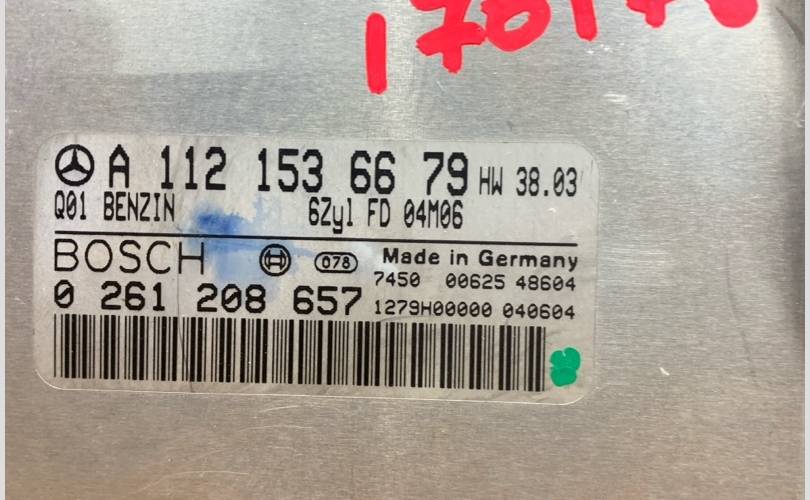 A 112 153 66 79 HW 38.03
Q01 BENZIN 6Zyl FD 04M06
BOSCH 078 Made in Germany
7450 00625 48604
0 261 208 657 1279H00000 040604